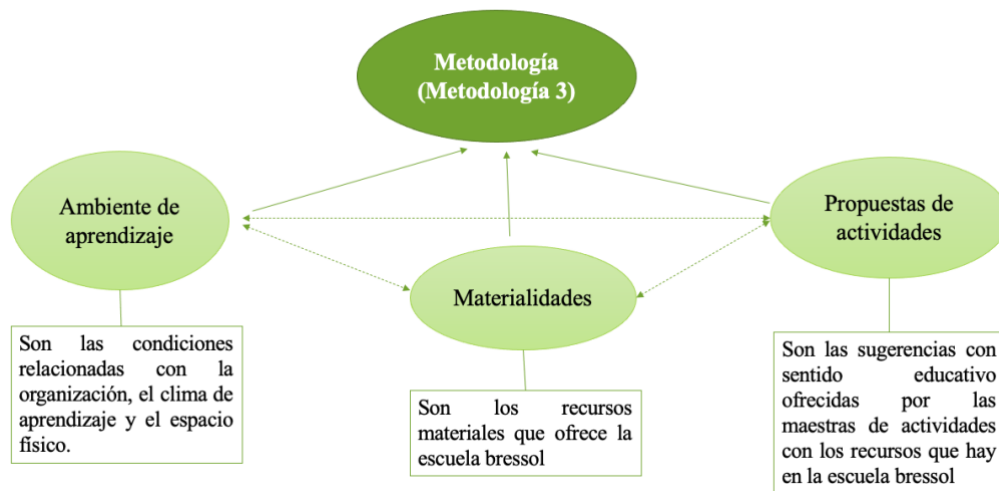 Metodología
(Metodología 3)
Ambiente de
aprendizaje
Propuestas de
actividades
Materialidades
Son las condiciones
relacionadas con la
organización, el clima de
aprendizaje y el espacio
físico.
Son los recursos
materiales que ofrece la
escuela bressol
Son las sugerencias con
sentido educativo
ofrecidas por las
maestras de actividades
con los recursos que hay
en la escuela bressol